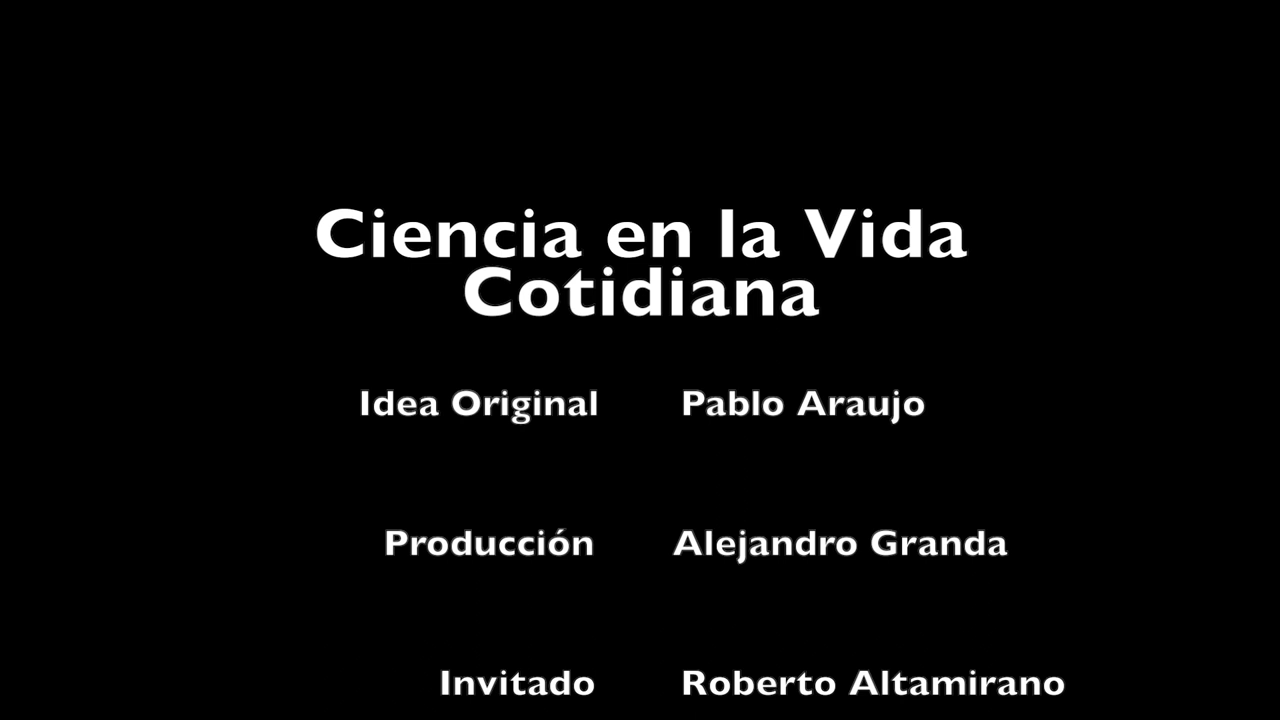 Ciencia en la Vida
Cotidiana
Idea Original Pablo Araujo
Producción Alejandro Granda
Invitado Roberto Altamirano